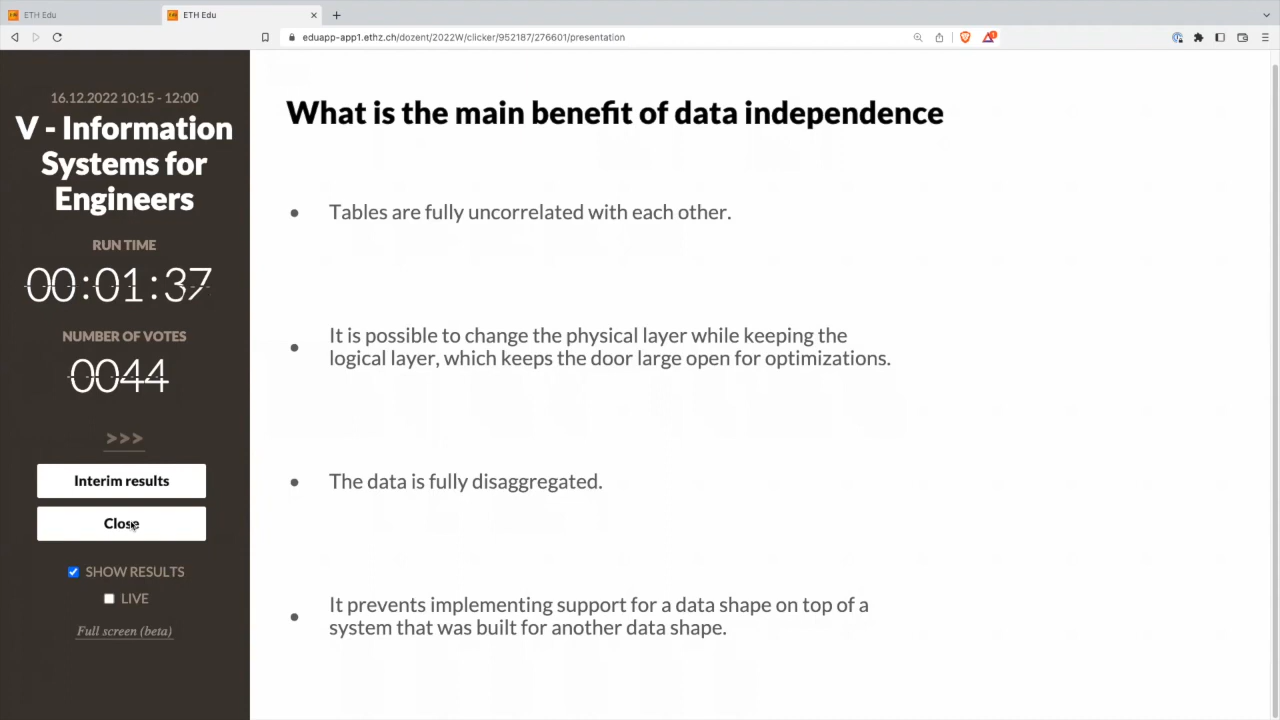 ETH Edu
ETH Edu
eduapp-app1.ethz.ch/dozent/2022W/clicker/952187/276601/presentation
16.12.2022 10:15 - 12:00
V - Information
Systems for
Engineers
RUN TIME
00:01:37
NUMBER OF VOTES
0044
>>>
Interim results
Close
SHOW RESULTS
LIVE
Full screen (beta)
What is the main benefit of data independence
• Tables are fully uncorrelated with each other.
• It is possible to change the physical layer while keeping the
logical layer, which keeps the door large open for optimizations.
• The data is fully disaggregated.
• It prevents implementing support for a data shape on top of a
system that was built for another data shape.